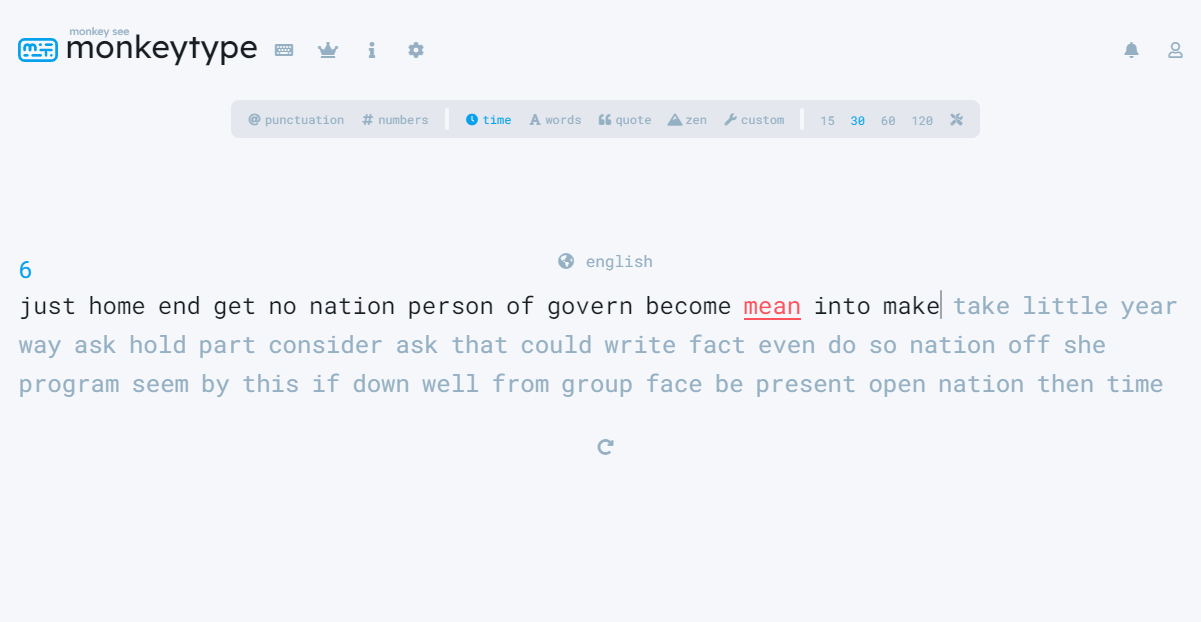 monkey see
monkeytype
@ punctuation # numbers time A words quote zen custom 15 30 60 120
english
6
just home end get no nation person of govern become mean into make take little year
way ask hold part consider ask that could write fact even do so nation off she
program seem by this if down well from group face be present open nation then time